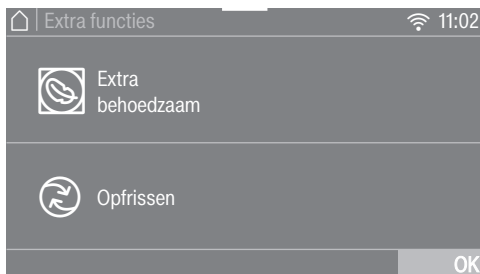 Extra functies
11:02
Extra
behoedzaam
Opfrissen
OK